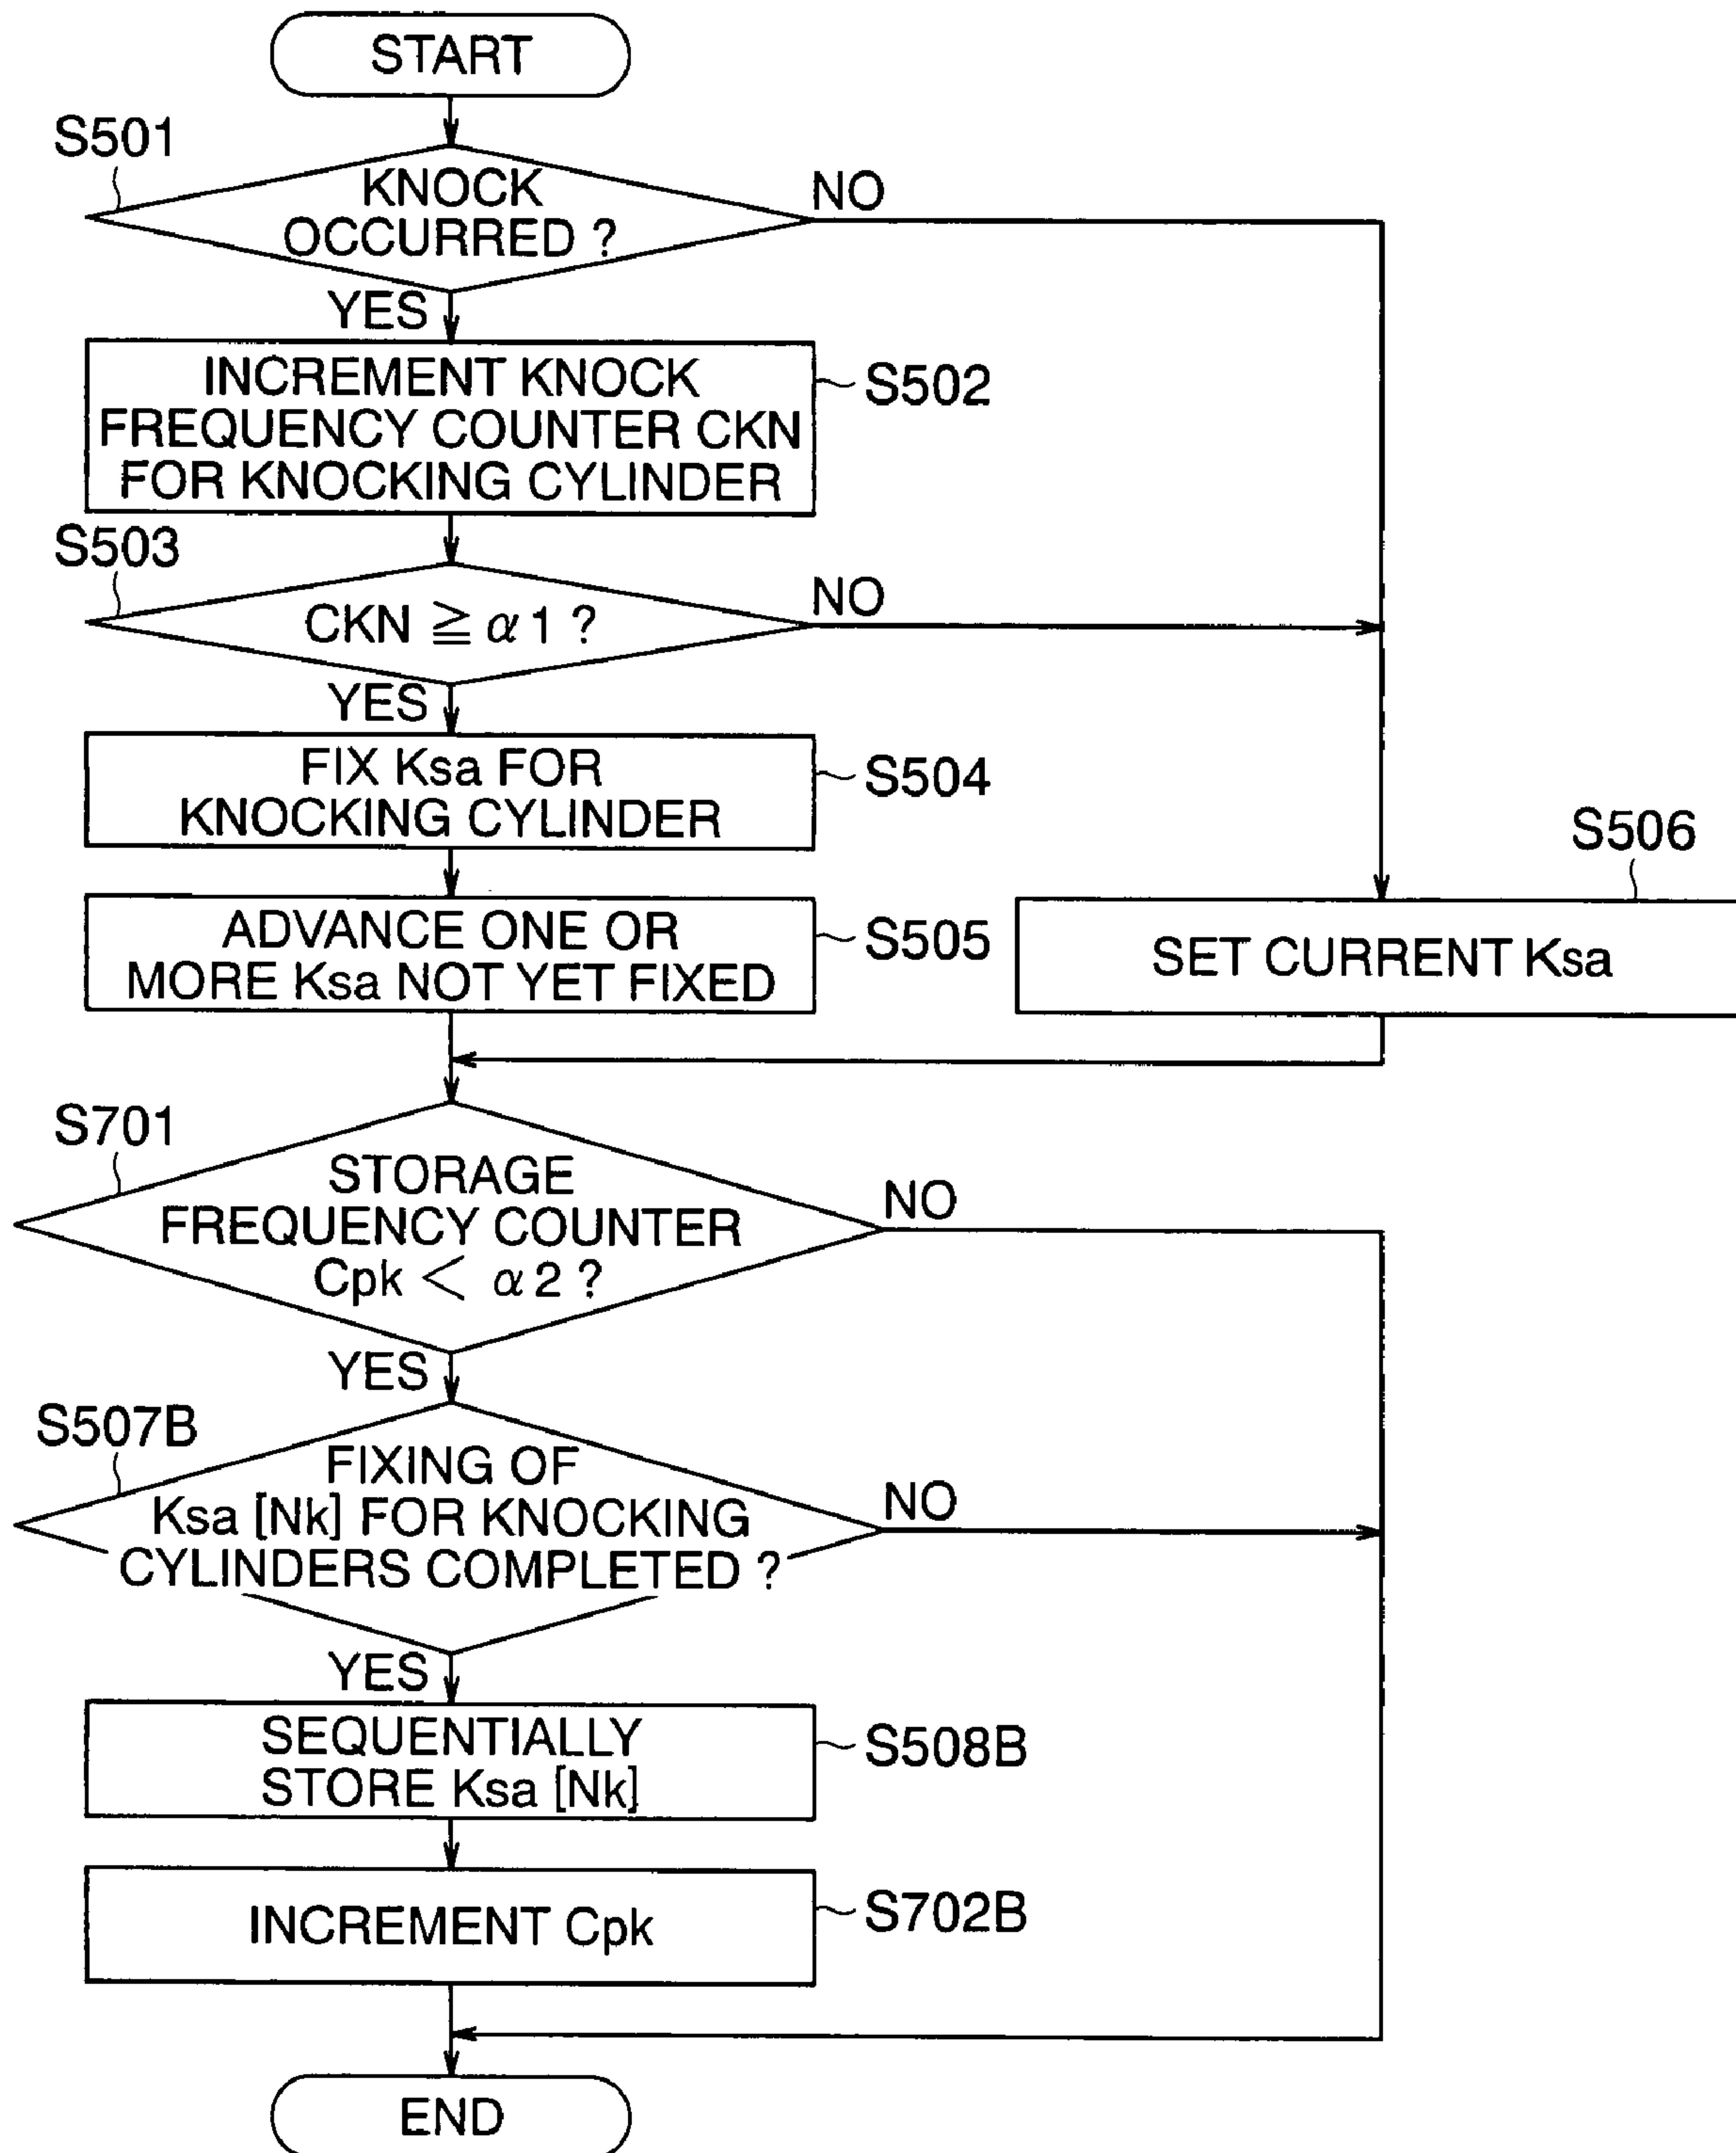 START
S501
KNOCK
OCCURRED ?
NO
YES
INCREMENT KNOCK
FREQUENCY COUNTER CKN
FOR KNOCKING CYLINDER
S502
S503
CKN ≧ α1 ?
NO
YES
FIX Ksa FOR
KNOCKING CYLINDER
S504
ADVANCE ONE OR
MORE Ksa NOT YET FIXED
S505
S506
SET CURRENT Ksa
S701
STORAGE
FREQUENCY COUNTER
Cpk < α2 ?
NO
YES
S507B
FIXING OF
Ksa [Nk] FOR KNOCKING
CYLINDERS COMPLETED ?
NO
YES
SEQUENTIALLY
STORE Ksa [Nk]
S508B
INCREMENT Cpk
S702B
END